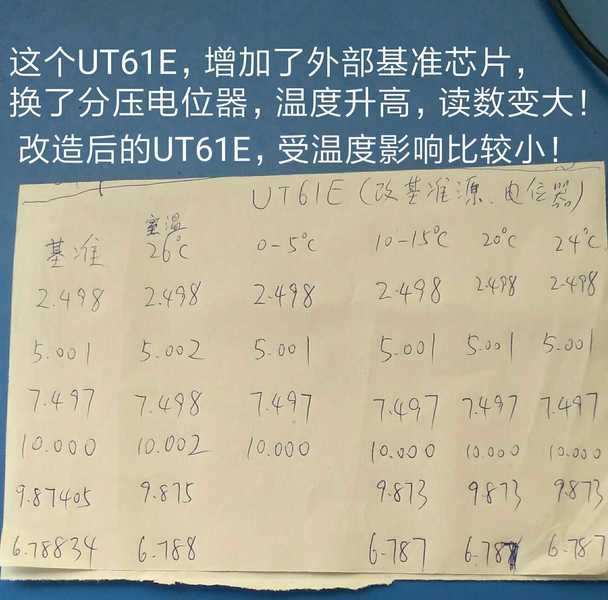 这个UT61E，增加了外部基准芯片，
换了分压电位器，温度升高，读数变大！
改造后的UT61E，受温度影响比较小！
UT61E（改基准源、电位器）
基准 室温26℃ 0-5℃ 10-15℃ 20℃ 24℃
2.498 2.498 2.498 2.498 2.498 2.498
5.001 5.002 5.001 5.001 5.001 5.001
7.497 7.498 7.497 7.497 7.497 7.497
10.000 10.002 10.000 10.000 10.000 10.000
9.87405 9.875 9.873 9.873 9.873
6.78834 6.788 6.787 6.787 6.787